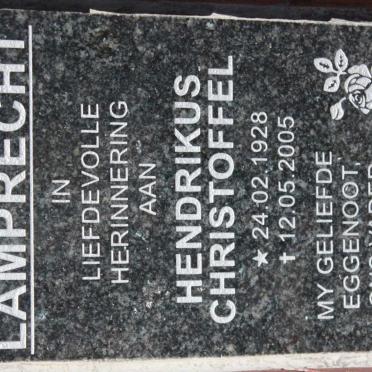 LAMPRECHT
IN
LIEFDEVOLLE
HERINNERING
AAN
HENDRIKUS
CHRISTOFFEL
★ 24.02.1928
✝ 12.05.2005
MY GELIEFDE
EGGENOOT,